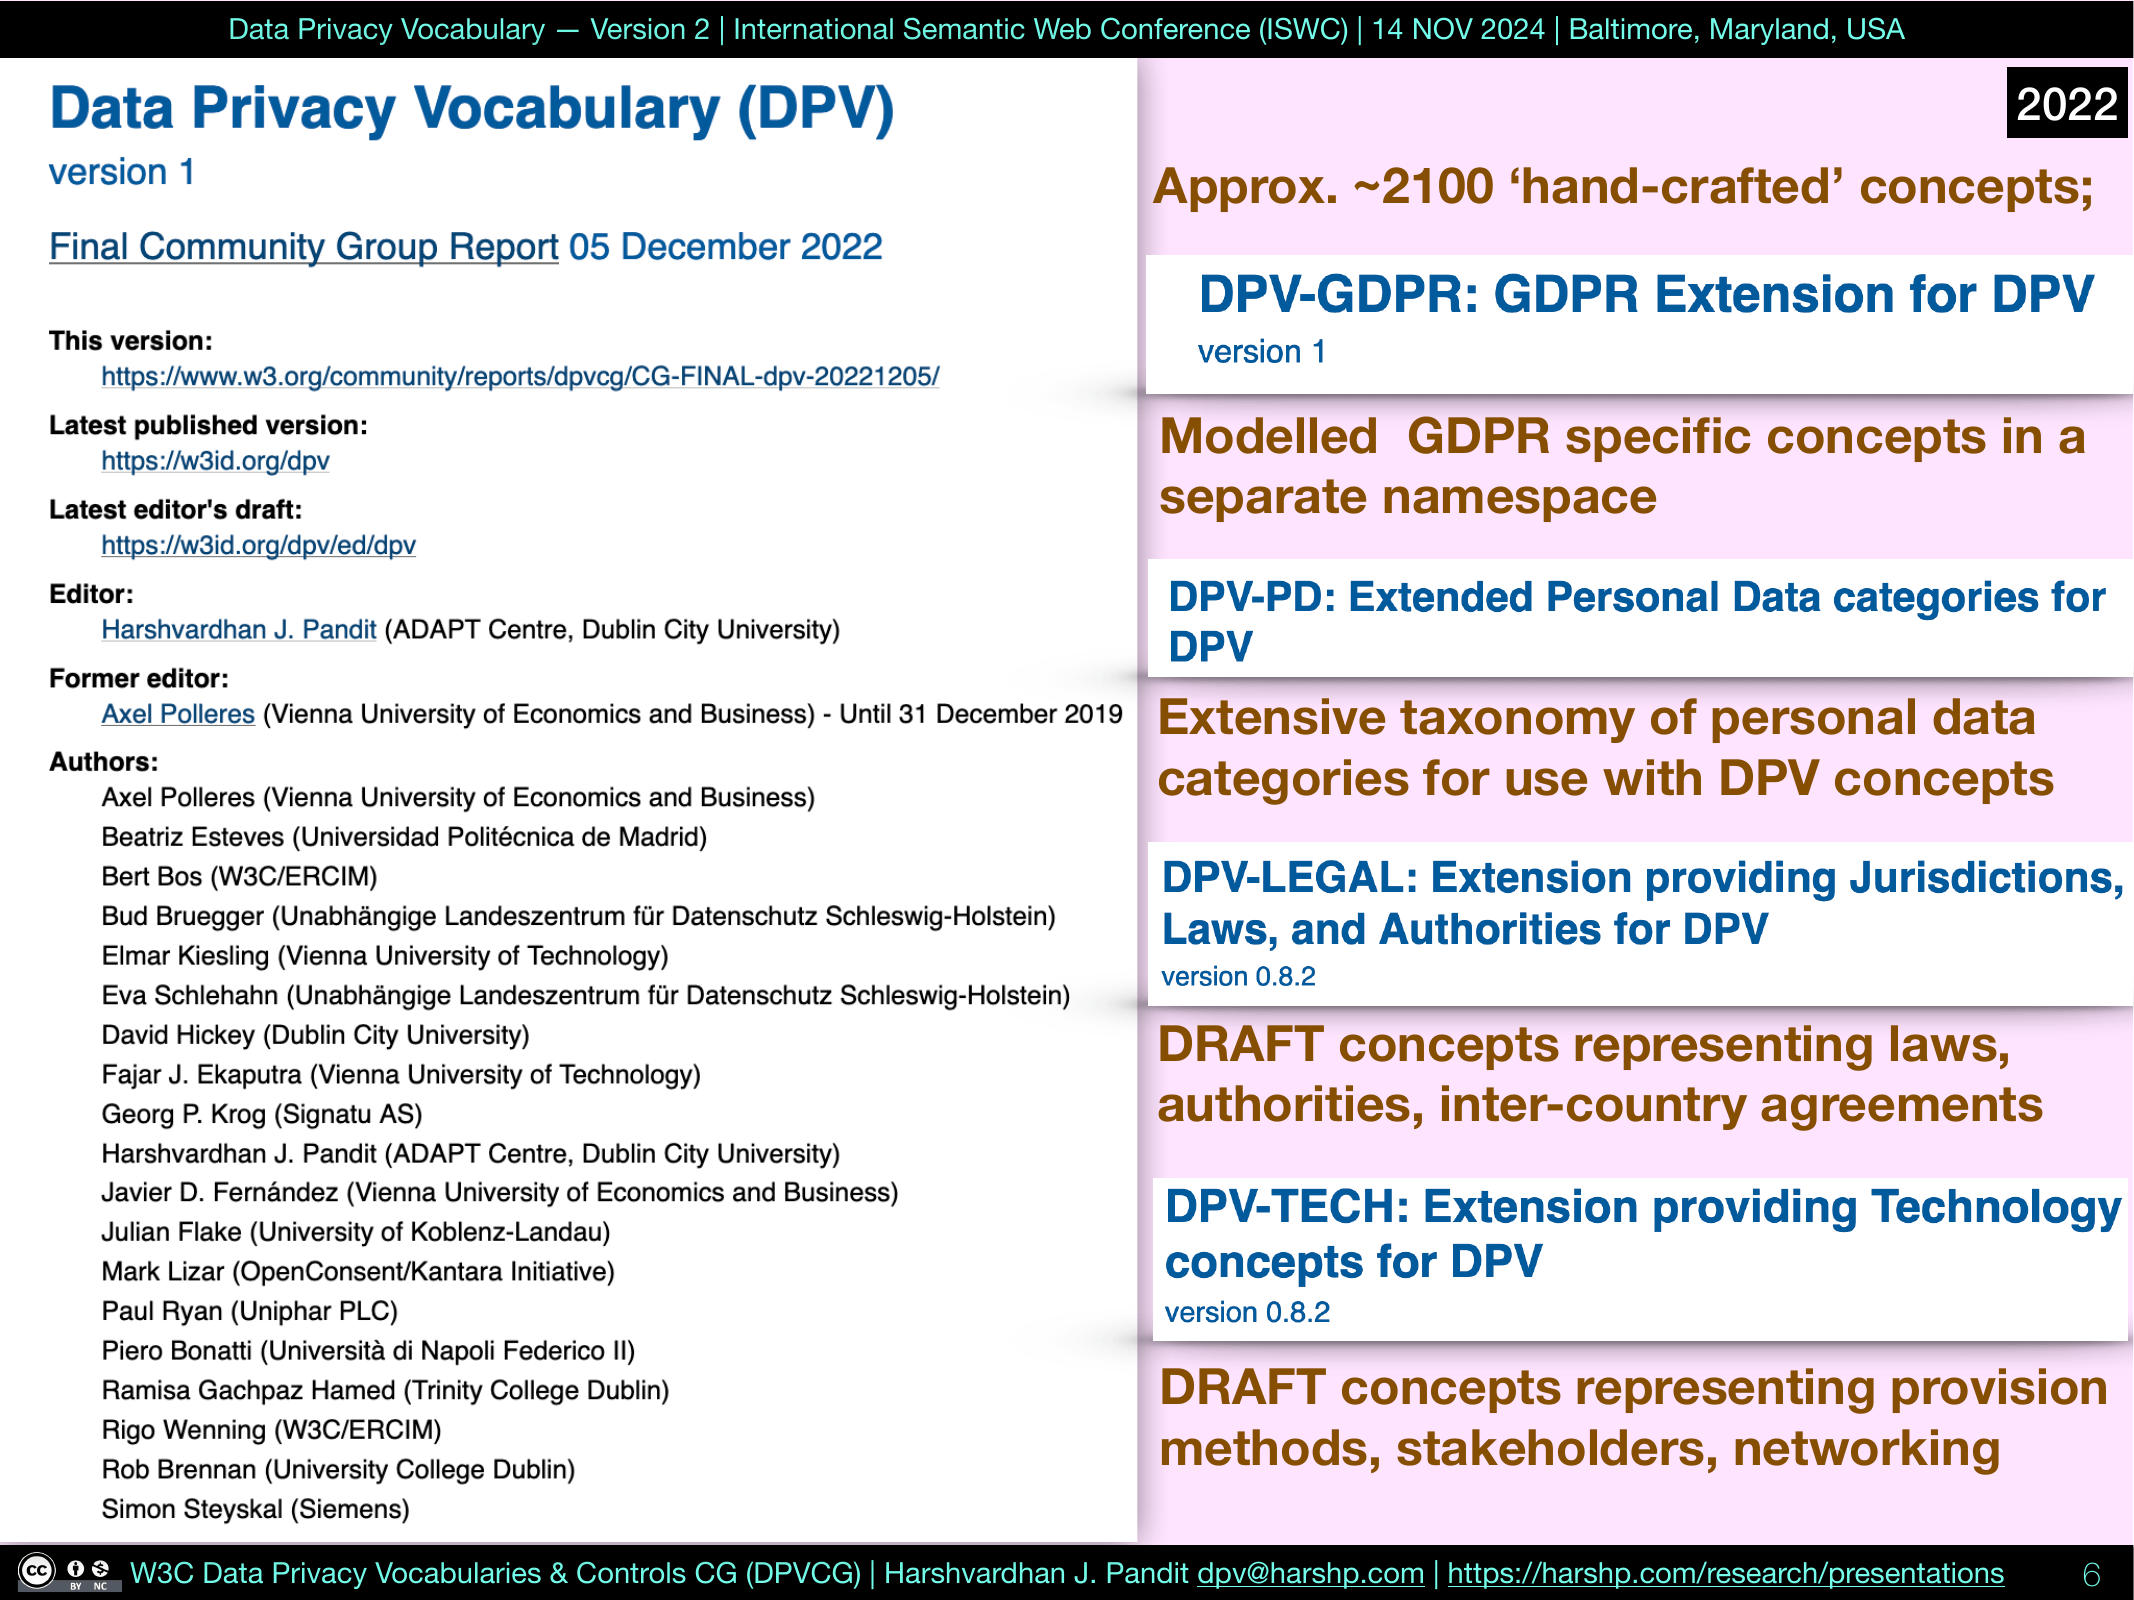 Data Privacy Vocabulary — Version 2 | International Semantic Web Conference (ISWC) | 14 NOV 2024 | Baltimore, Maryland, USA
Data Privacy Vocabulary (DPV)
version 1
Final Community Group Report 05 December 2022
This version:
https://www.w3.org/community/reports/dpvcg/CG-FINAL-dpv-20221205/
Latest published version:
https://w3id.org/dpv
Latest editor's draft:
https://w3id.org/dpv/ed/dpv
Editor:
Harshvardhan J. Pandit (ADAPT Centre, Dublin City University)
Former editor:
Axel Polleres (Vienna University of Economics and Business) - Until 31 December 2019
Authors:
Axel Polleres (Vienna University of Economics and Business)
Beatriz Esteves (Universidad Politécnica de Madrid)
Bert Bos (W3C/ERCIM)
Bud Bruegger (Unabhängige Landeszentrum für Datenschutz Schleswig-Holstein)
Elmar Kiesling (Vienna University of Technology)
Eva Schlehahn (Unabhängige Landeszentrum für Datenschutz Schleswig-Holstein)
David Hickey (Dublin City University)
Fajar J. Ekaputra (Vienna University of Technology)
Georg P. Krog (Signatu AS)
Harshvardhan J. Pandit (ADAPT Centre, Dublin City University)
Javier D. Fernández (Vienna University of Economics and Business)
Julian Flake (University of Koblenz-Landau)
Mark Lizar (OpenConsent/Kantara Initiative)
Paul Ryan (Uniphar PLC)
Piero Bonatti (Università di Napoli Federico II)
Ramisa Gachpaz Hamed (Trinity College Dublin)
Rigo Wenning (W3C/ERCIM)
Rob Brennan (University College Dublin)
Simon Steyskal (Siemens)
2022
Approx. ~2100 ‘hand-crafted’ concepts;
DPV-GDPR: GDPR Extension for DPV
version 1
Modelled  GDPR specific concepts in a
separate namespace
DPV-PD: Extended Personal Data categories for
DPV
Extensive taxonomy of personal data
categories for use with DPV concepts
DPV-LEGAL: Extension providing Jurisdictions,
Laws, and Authorities for DPV
version 0.8.2
DRAFT concepts representing laws,
authorities, inter-country agreements
DPV-TECH: Extension providing Technology
concepts for DPV
version 0.8.2
DRAFT concepts representing provision
methods, stakeholders, networking
cc BY NC W3C Data Privacy Vocabularies & Controls CG (DPVCG) | Harshvardhan J. Pandit dpv@harshp.com | https://harshp.com/research/presentations 6